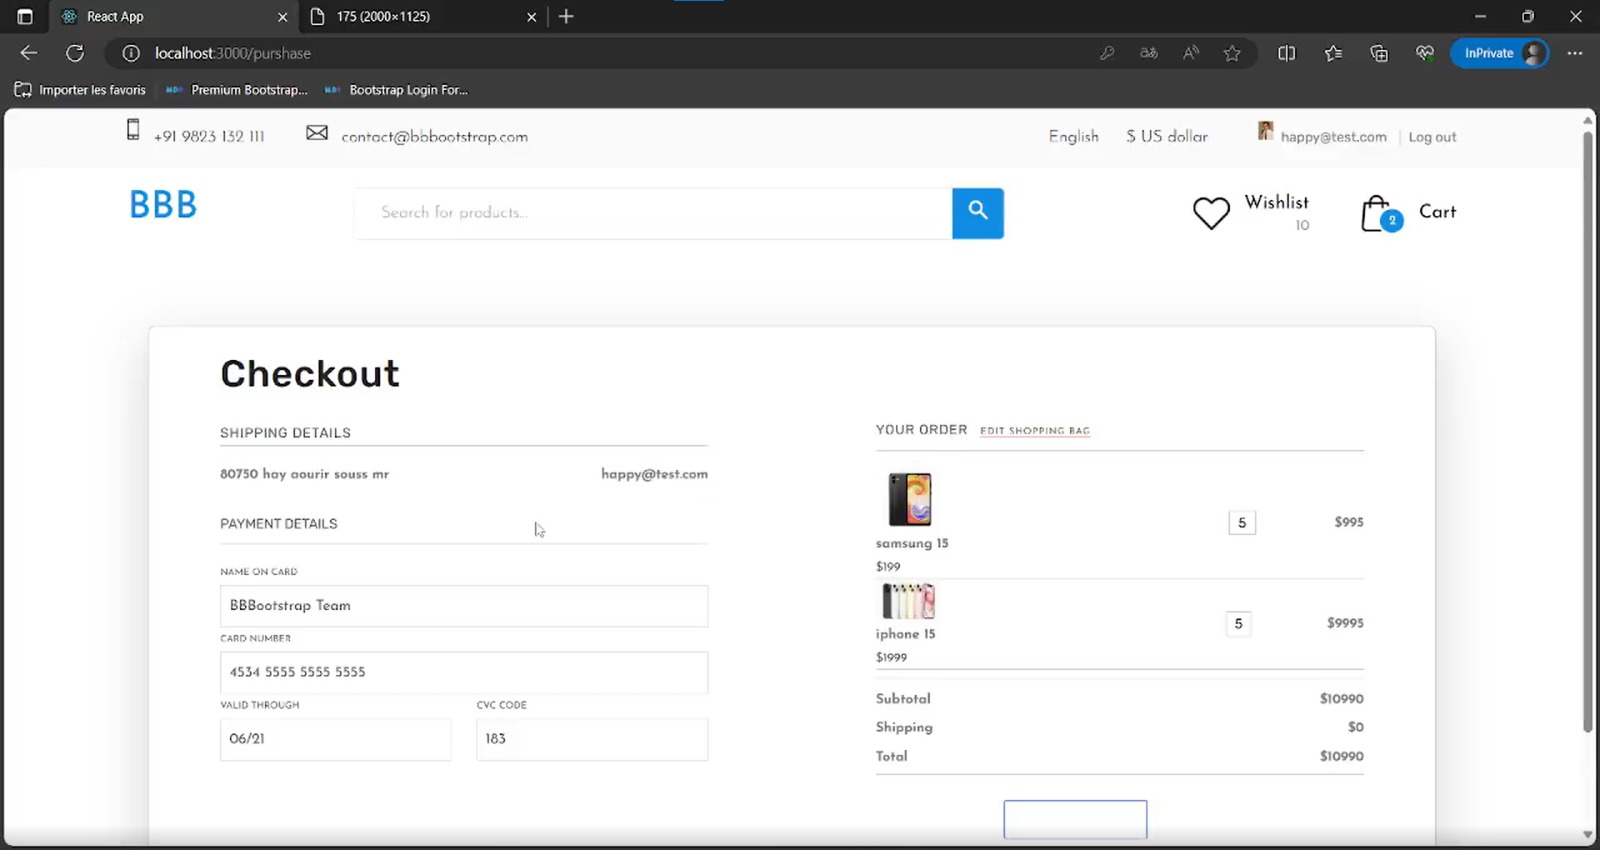 React App
175 (2000×1125)
localhost:3000/purshase
InPrivate
Importer les favoris
Premium Bootstrap...
Bootstrap Login For...
+91 9823 132 111
contact@bbbootstrap.com
English
$ US dollar
happy@test.com
Log out
BBB
Search for products...
Wishlist
10
2
Cart
Checkout
SHIPPING DETAILS
80750 hay aourir souss mr
happy@test.com
PAYMENT DETAILS
NAME ON CARD
BBBootstrap Team
CARD NUMBER
4534 5555 5555 5555
VALID THROUGH
CVC CODE
06/21
183
YOUR ORDER
EDIT SHOPPING BAG
5
$995
samsung 15
$199
5
$9995
iphone 15
$1999
Subtotal
$10990
Shipping
$0
Total
$10990